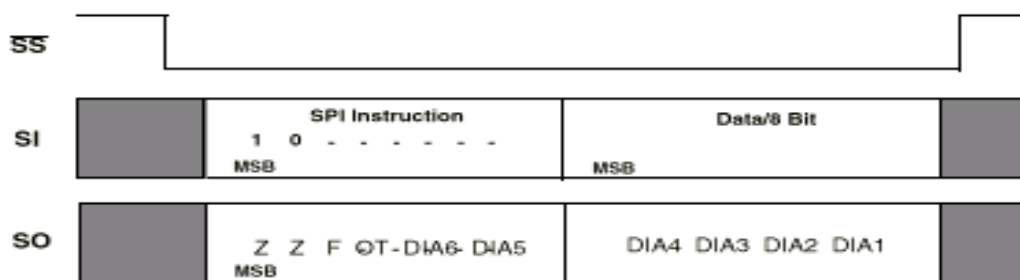 SS
SI
SPI Instruction
1 0 - - - - - -
MSB
Data/8 Bit
MSB
SO
Z Z F OT-DIA6- DIA5
MSB
DIA4 DIA3 DIA2 DIA1